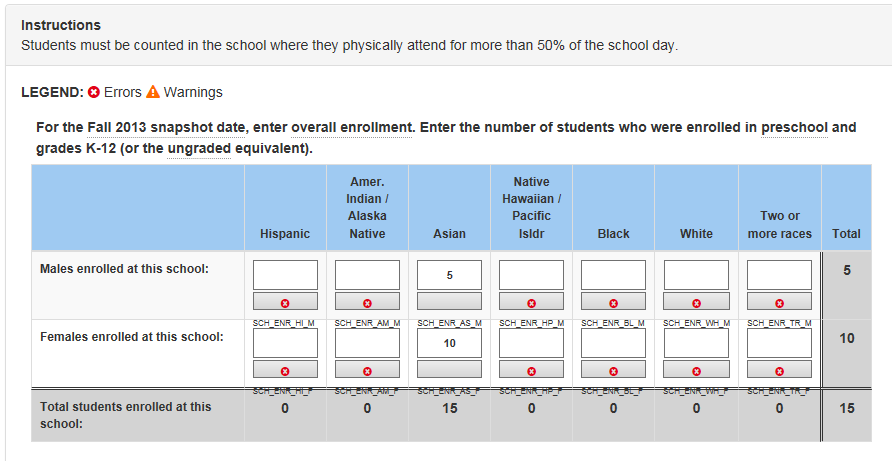 Instructions
Students must be counted in the school where they physically attend for more than 50% of the school day.
LEGEND: Errors Warnings
For the Fall 2013 snapshot date, enter overall enrollment. Enter the number of students who were enrolled in preschool and
grades K-12 (or the ungraded equivalent).
Hispanic
Amer.
Indian /
Alaska
Native
Asian
Native
Hawaiian /
Pacific
Isldr
Black
White
Two or
more races
Total
Males enrolled at this school: 5 5
SCH_ENR_HI_M SCH_ENR_AM_M SCH_ENR_AS_M SCH_ENR_HP_M SCH_ENR_BL_M SCH_ENR_WH_M SCH_ENR_TR_M
Females enrolled at this school: 10 10
SCH_ENR_HI_F SCH_ENR_AM_F SCH_ENR_AS_F SCH_ENR_HP_F SCH_ENR_BL_F SCH_ENR_WH_F SCH_ENR_TR_F
Total students enrolled at this
school:
0 0 15 0 0 0 0 15